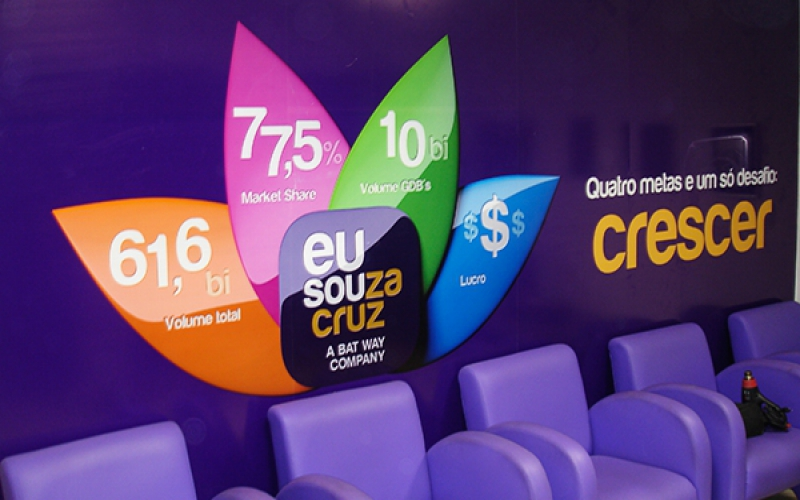 77,5%
Market Share
10 bi
Volume GDB's
61,6 bi
Volume total
$$$
Lucro
eu
souza
cruz
A BAT WAY
COMPANY
Quatro metas e um só desafio:
crescer